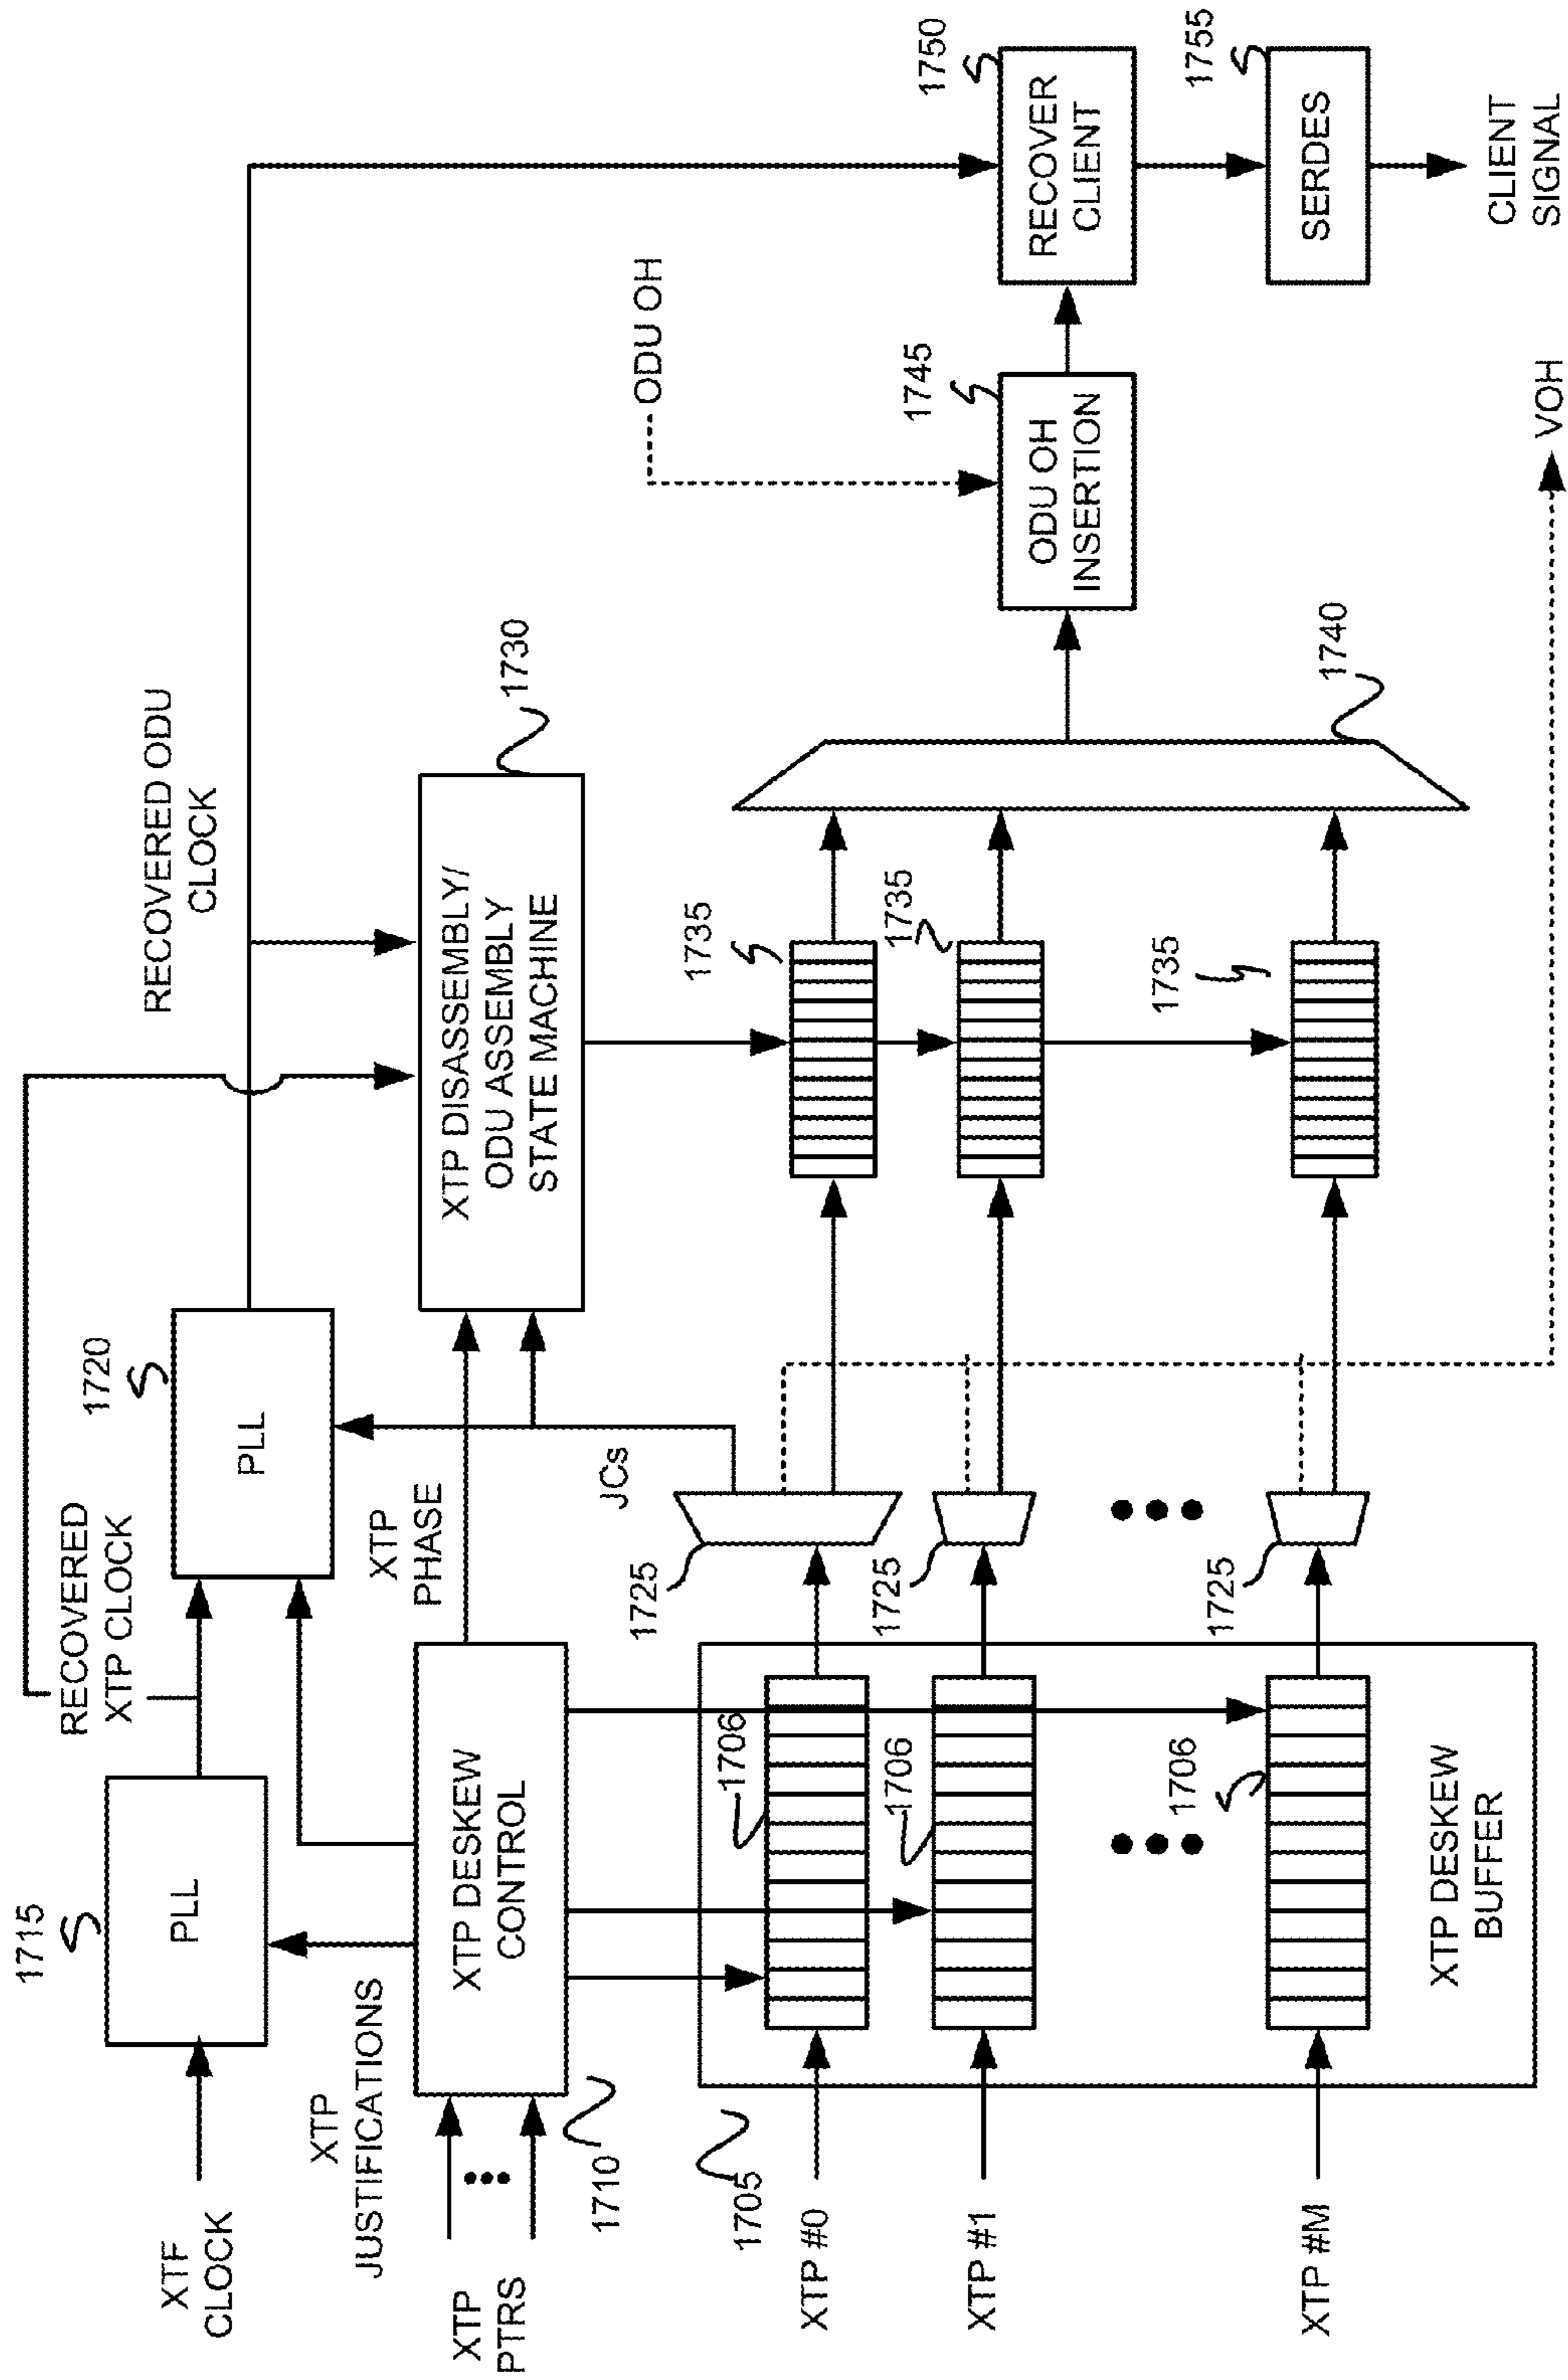 1715
PLL
XTF
CLOCK
RECOVERED
XTP CLOCK
1720
PLL
RECOVERED ODU
CLOCK
XTP
JUSTIFICATIONS
XTP
PTRS
1710
XTP DESKEW
CONTROL
XTP
PHASE
JCs
XTP DISASSEMBLY/
ODU ASSEMBLY
STATE MACHINE
1730
1705
XTP #0
XTP #1
XTP #M
1706
1706
1706
XTP DESKEW
BUFFER
1725
1725
1725
1735
1735
1735
1740
ODU OH
1745
ODU OH
INSERTION
1750
RECOVER
CLIENT
1755
SERDES
CLIENT
SIGNAL
VOH